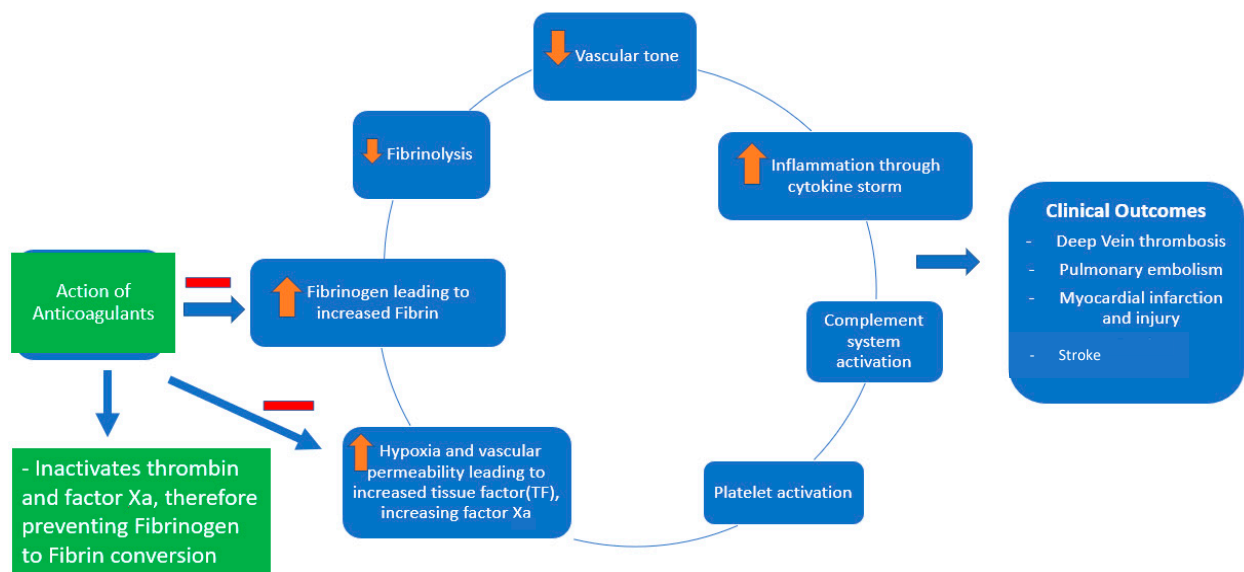 Vascular tone
Fibrinolysis
Inflammation through
cytokine storm
Clinical Outcomes
- Deep Vein thrombosis
- Pulmonary embolism
- Myocardial infarction
and injury
- Stroke
Action of
Anticoagulants
Fibrinogen leading to
increased Fibrin
Complement
system
activation
Hypoxia and vascular
permeability leading to
increased tissue factor(TF),
increasing factor Xa
Platelet activation
- Inactivates thrombin
and factor Xa, therefore
preventing Fibrinogen
to Fibrin conversion